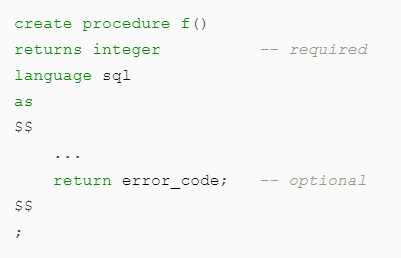 create procedure f()
returns integer          -- required
language sql
as
$$
    ...
    return error_code;   -- optional
$$
;